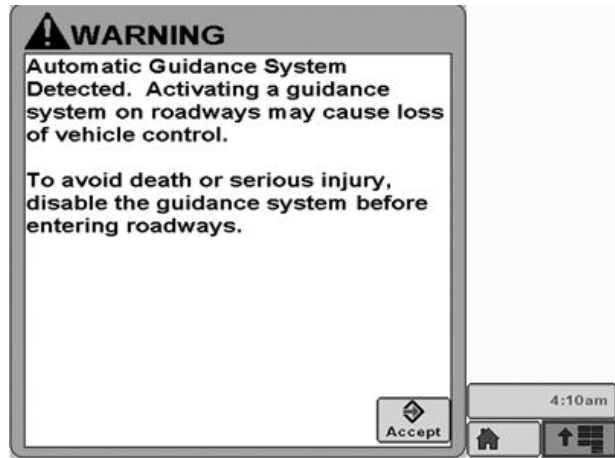 WARNING
Automatic Guidance System
Detected. Activating a guidance
system on roadways may cause loss
of vehicle control.
To avoid death or serious injury,
disable the guidance system before
entering roadways.
Accept
4:10am